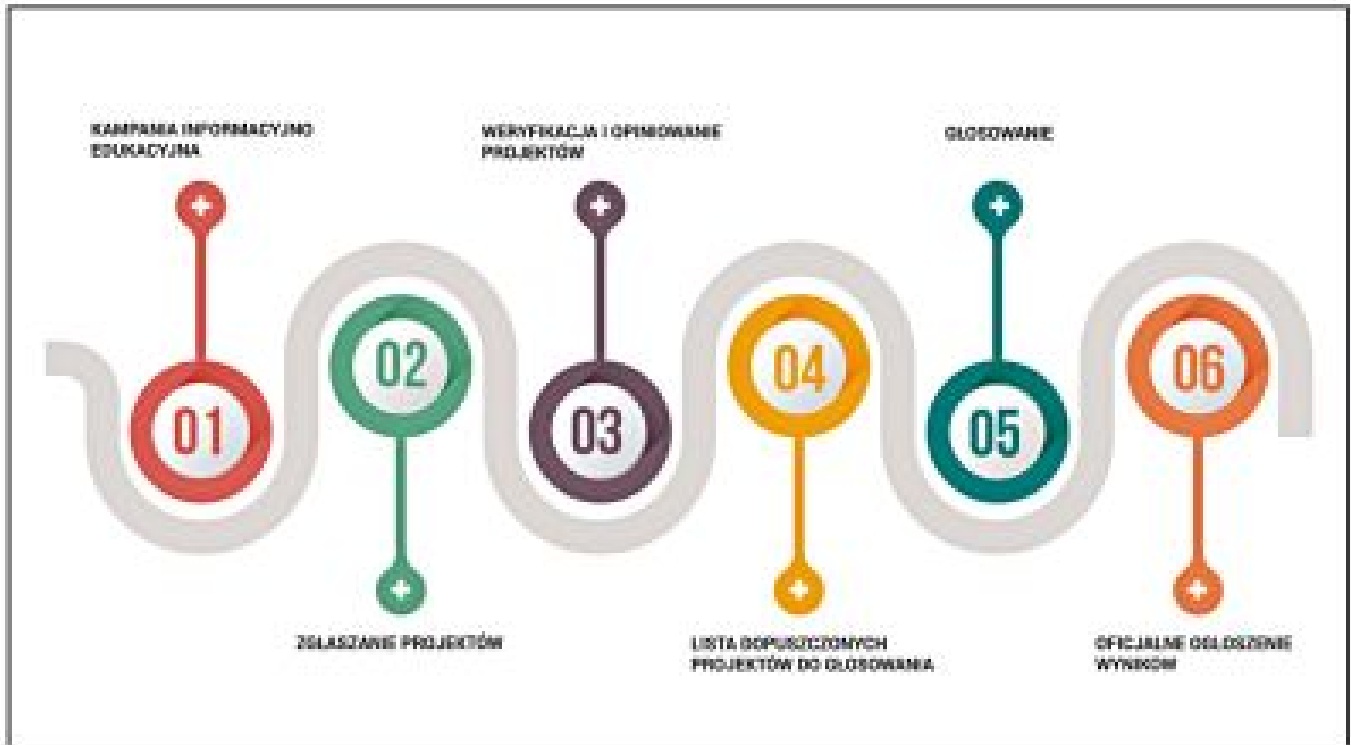 KAMPANIA INFORMACYJNO
EDUKACYJNA
01
ZGŁASZANIE PROJEKTÓW
02
WERYFIKACJA I OPINIOWANIE
PROJEKTÓW
03
LISTA DOPUSZCZONYCH
PROJEKTÓW DO GŁOSOWANIA
04
GŁOSOWANIE
05
OFICJALNE OGŁOSZENIE
WYNIKÓW
06